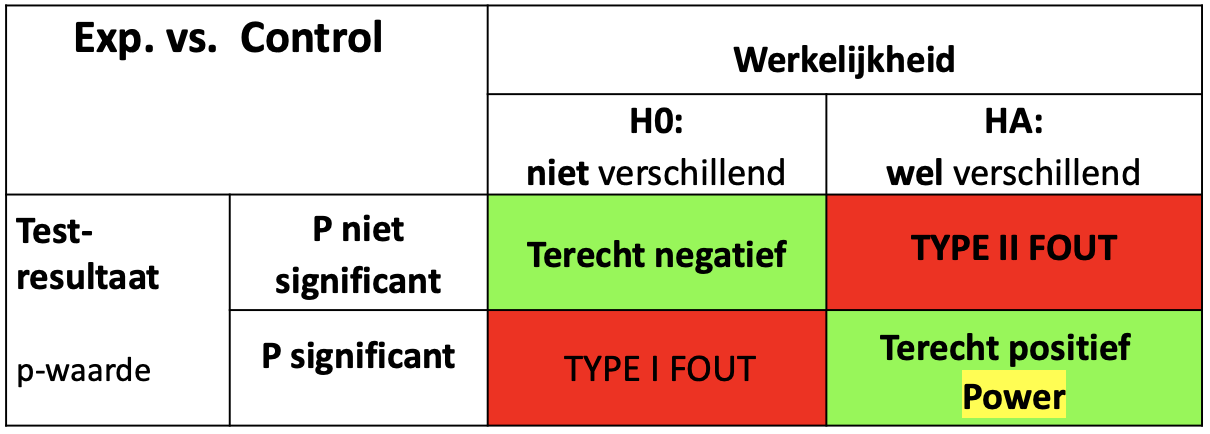 Exp. vs. Control
Werkelijkheid
H0:
niet verschillend
HA:
wel verschillend
Test-
resultaat
p-waarde
P niet
significant
Terecht negatief
TYPE II FOUT
P significant
TYPE I FOUT
Terecht positief
Power